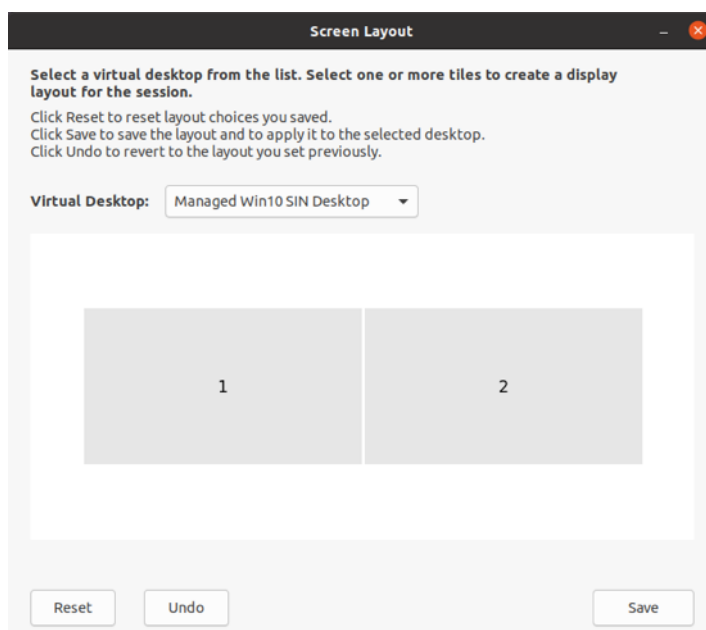 Screen Layout
Select a virtual desktop from the list. Select one or more tiles to create a display
layout for the session.
Click Reset to reset layout choices you saved.
Click Save to save the layout and to apply it to the selected desktop.
Click Undo to revert to the layout you set previously.
Virtual Desktop: Managed Win10 SIN Desktop
1 2
Reset Undo Save